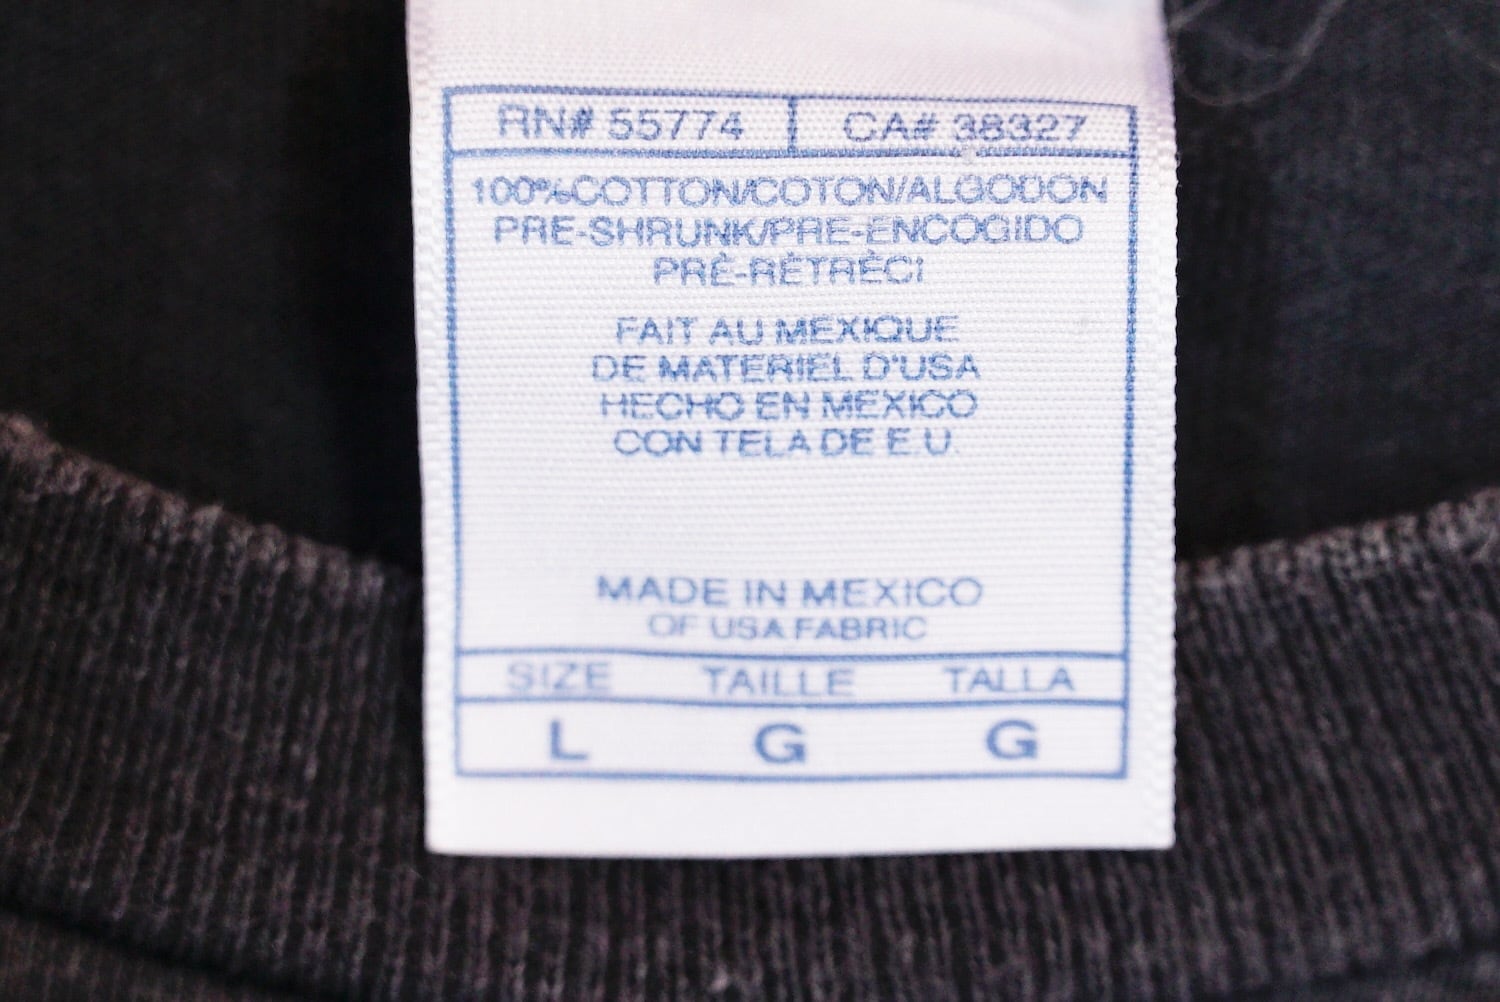 RN# 55774 CA# 38327
100%COTTON/COTON/ALGODON
PRE-SHRUNK/PRE-ENCOGIDO
PRÉ-RÉTRÉCI
FAIT AU MEXIQUE
DE MATERIEL D'USA
HECHO EN MEXICO
CON TELA DE E.U.
MADE IN MEXICO
OF USA FABRIC
SIZE TAILLE TALLA
L G G